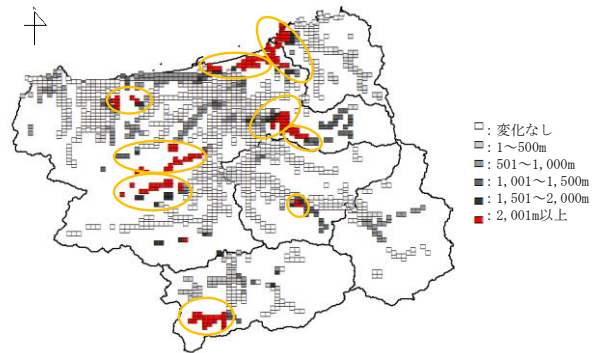 : 変化なし
: 1～500m
: 501～1,000m
: 1,001～1,500m
: 1,501～2,000m
: 2,001m以上